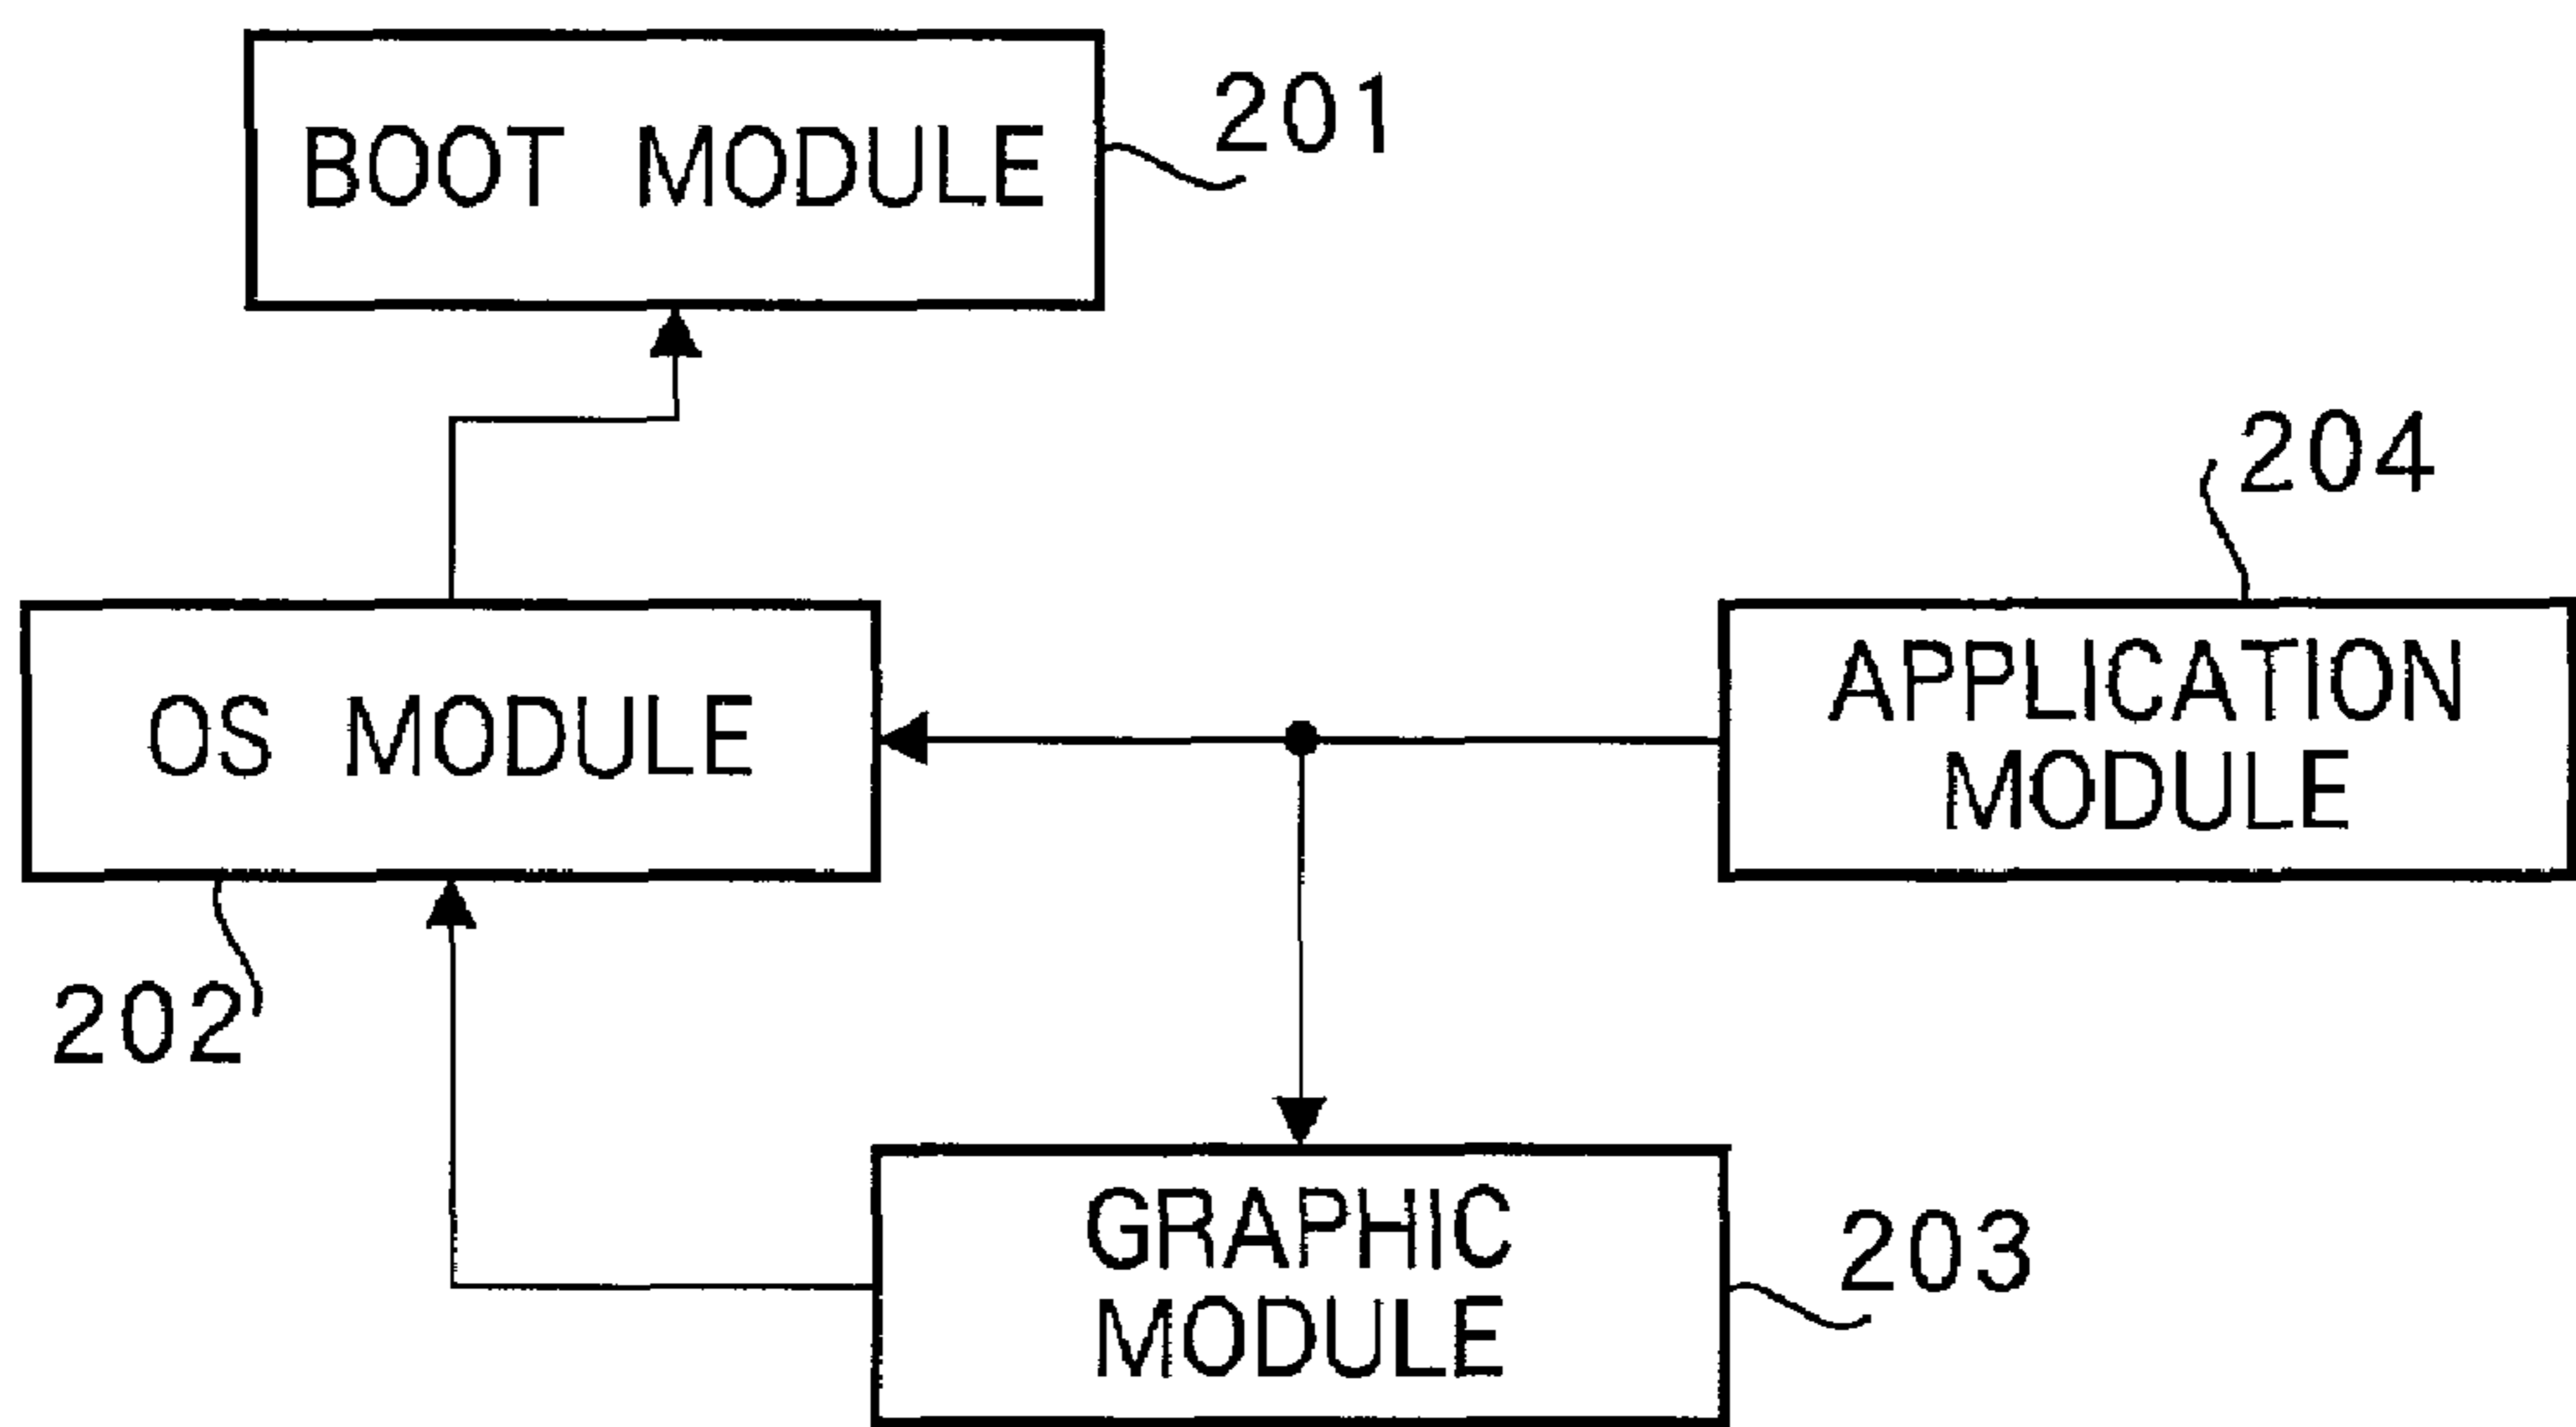 BOOT MODULE
201
204
OS MODULE
APPLICATION
MODULE
202
GRAPHIC
MODULE
203